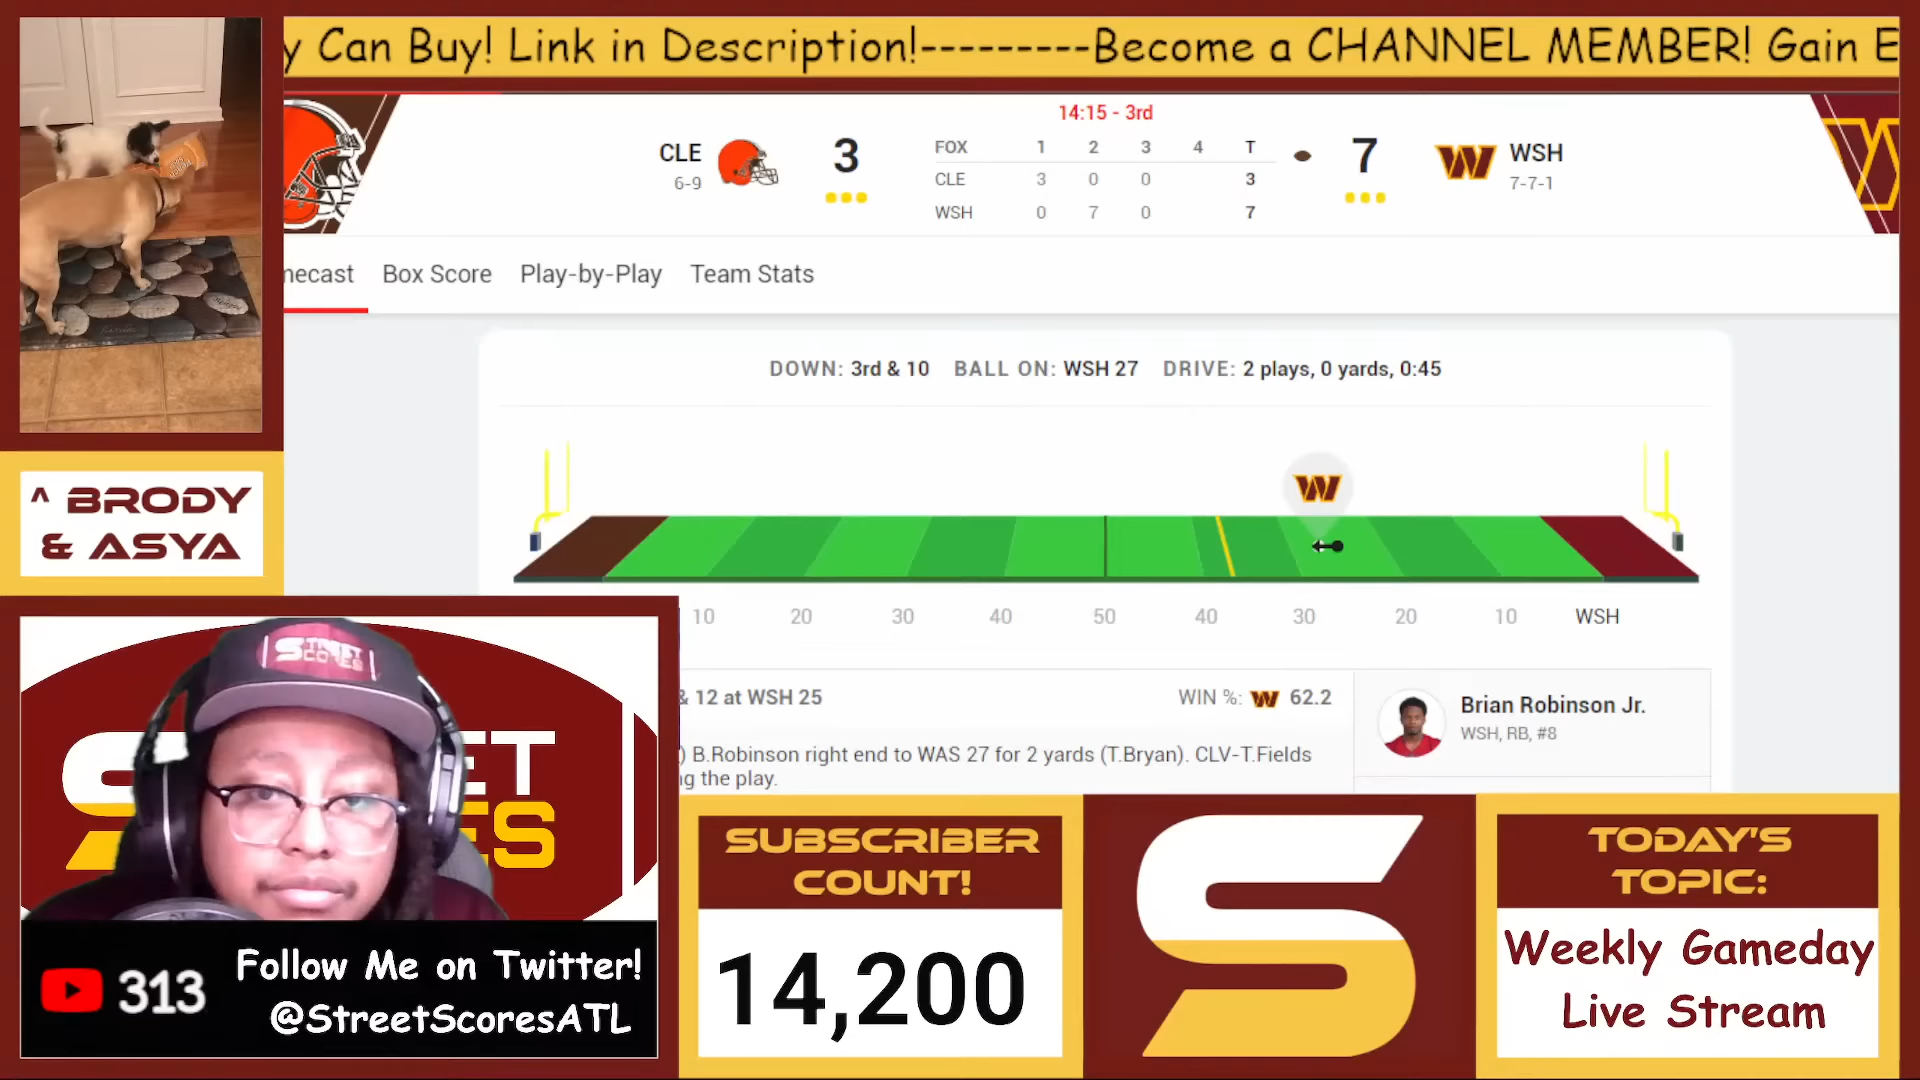 y Can Buy! Link in Description!---------Become a CHANNEL MEMBER! Gain E
14:15 - 3rd
CLE
6-9
3
FOX 1 2 3 4 T
CLE 3 0 0 3
WSH 0 7 0 7
7
WSH
7-7-1
necast Box Score Play-by-Play Team Stats
DOWN: 3rd & 10 BALL ON: WSH 27 DRIVE: 2 plays, 0 yards, 0:45
W
10 20 30 40 50 40 30 20 10 WSH
& 12 at WSH 25
WIN %: W 62.2
) B.Robinson right end to WAS 27 for 2 yards (T.Bryan). CLV-T.Fields
g the play.
Brian Robinson Jr.
WSH, RB, #8
^ BRODY
& ASYA
STREET
SCORES
ET
ES
313
Follow Me on Twitter!
@StreetScoresATL
SUBSCRIBER
COUNT!
14,200
S
TODAY'S
TOPIC:
Weekly Gameday
Live Stream